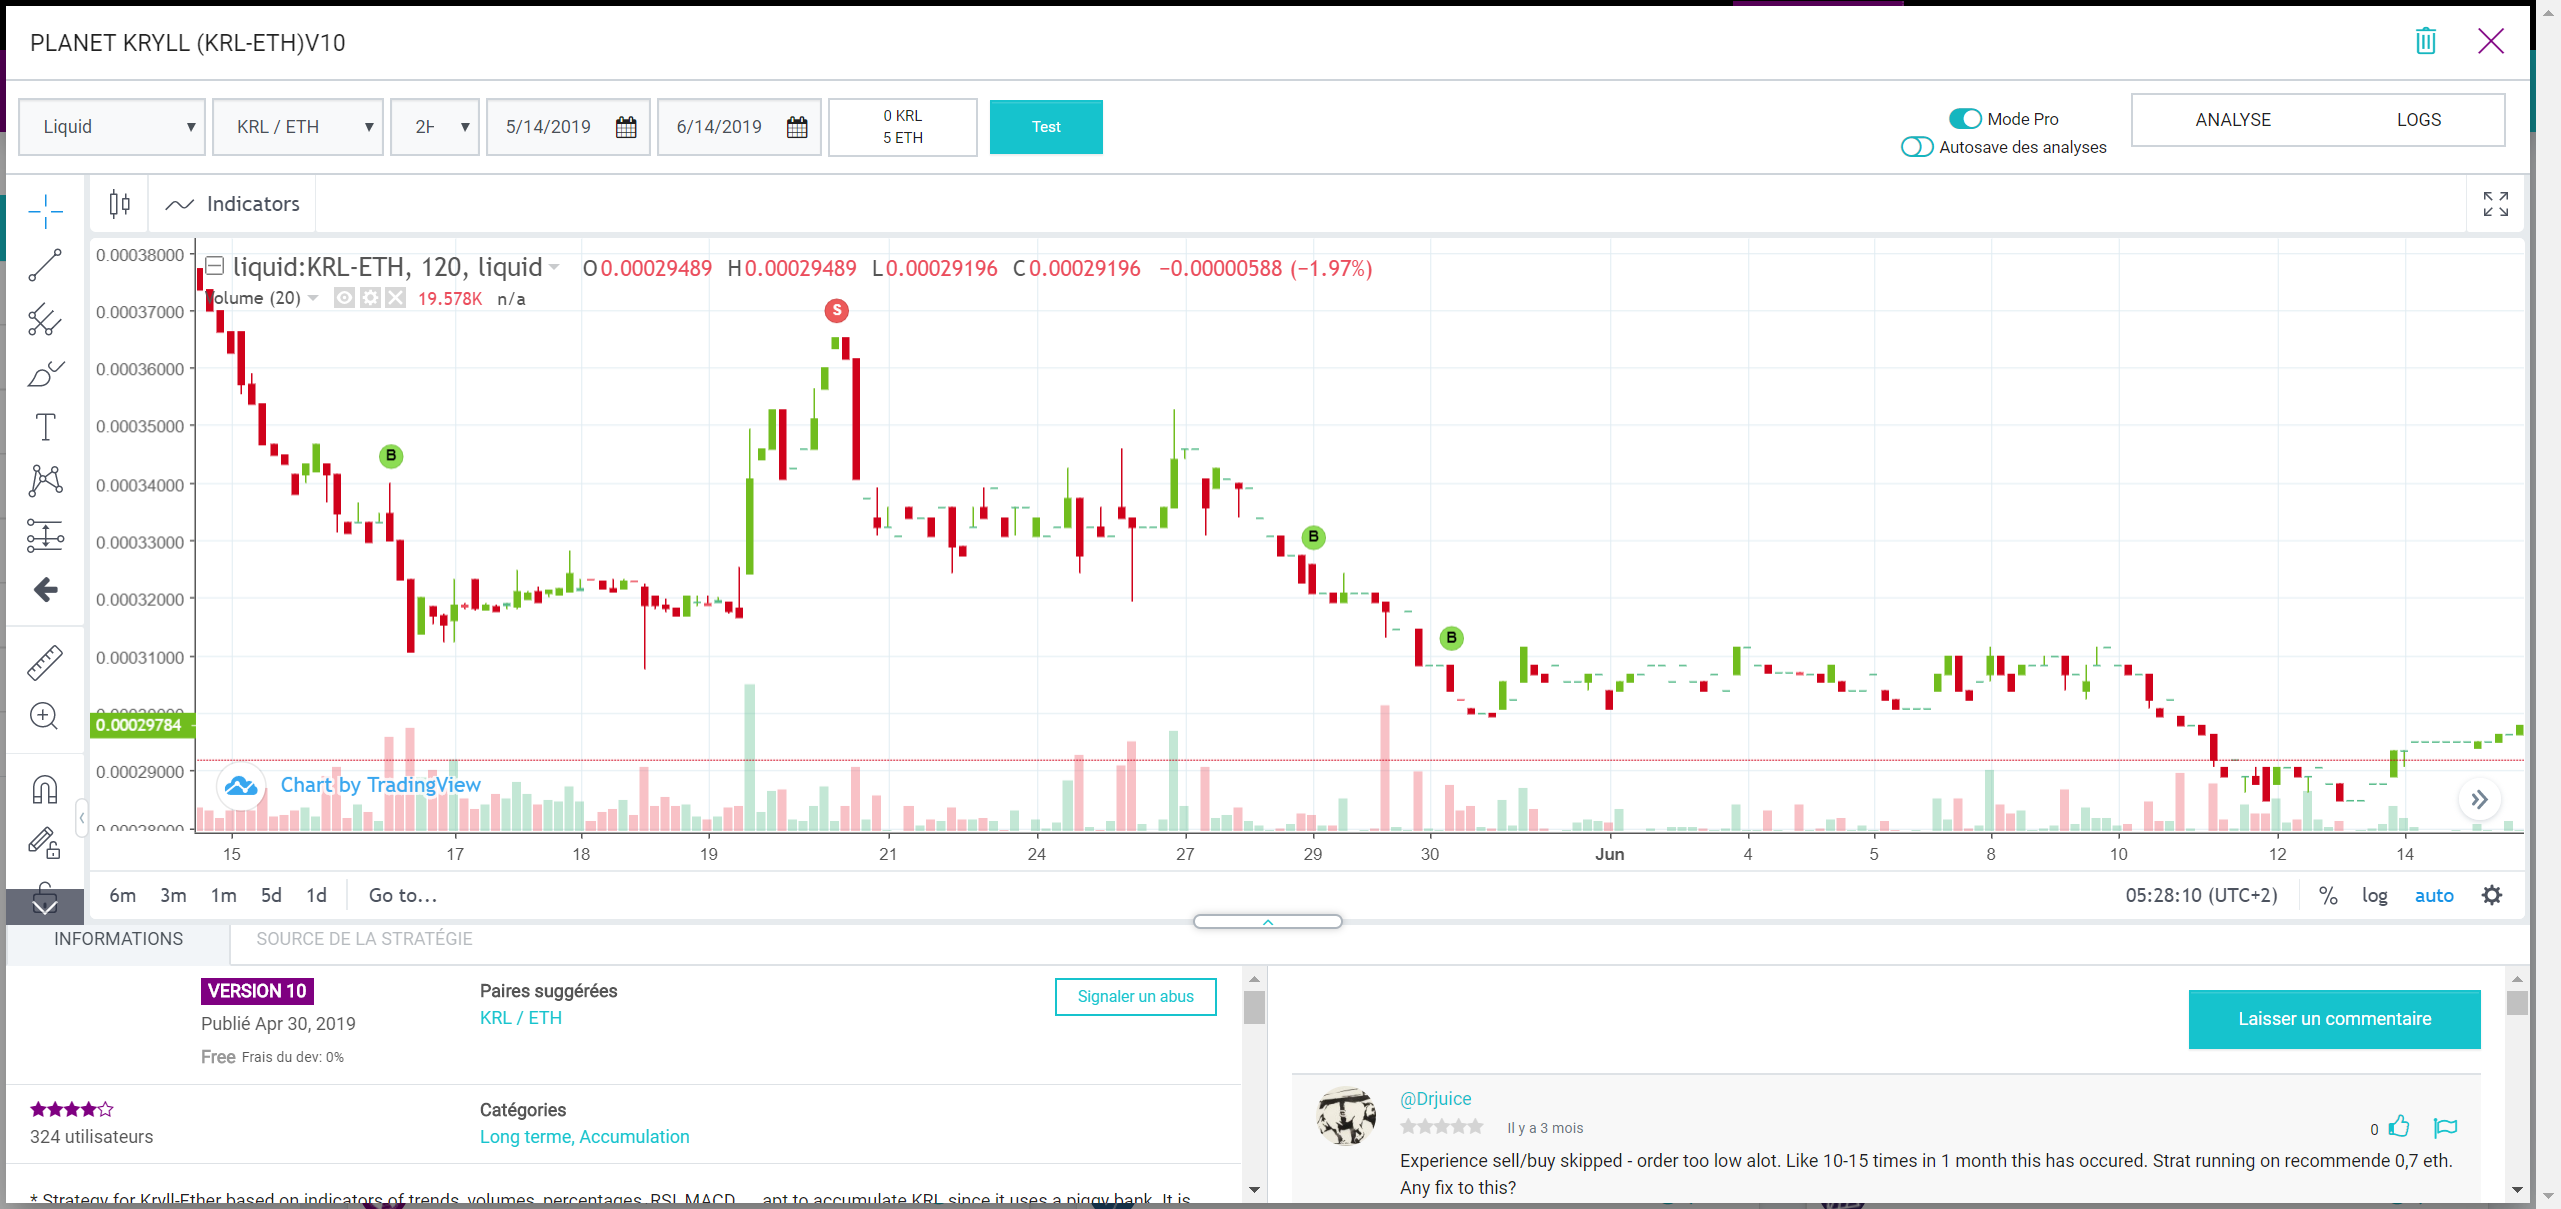 PLANET KRYLL (KRL-ETH)V10
Liquid
KRL / ETH
2H
5/14/2019
6/14/2019
0 KRL
5 ETH
Test
Mode Pro
Autosave des analyses
ANALYSE
LOGS
Indicators
liquid:KRL-ETH, 120, liquid O0.00029489 H0.00029489 L0.00029196 C0.00029196 −0.00000588 (−1.97%)
Volume (20) 19.578K n/a
0.00038000
0.00037000
0.00036000
0.00035000
0.00034000
0.00033000
0.00032000
0.00031000
0.00030000
0.00029784
0.00029000
0.00028000
S
B
B
B
Chart by TradingView
15 17 18 19 21 24 27 29 30 Jun 4 5 8 10 12 14
6m 3m 1m 5d 1d Go to...
05:28:10 (UTC+2) % log auto
INFORMATIONS
SOURCE DE LA STRATÉGIE
VERSION 10
Publié Apr 30, 2019
Free Frais du dev: 0%
Paires suggérées
KRL / ETH
Signaler un abus
324 utilisateurs
Catégories
Long terme, Accumulation
* Strategy for Kryll-Ether based on indicators of trends, volumes, percentages, RSI, MACD ... apt to accumulate KRL since it uses a piggy bank. It is
Laisser un commentaire
@Drjuice
Il y a 3 mois
0
Experience sell/buy skipped - order too low alot. Like 10-15 times in 1 month this has occured. Strat running on recommende 0,7 eth.
Any fix to this?